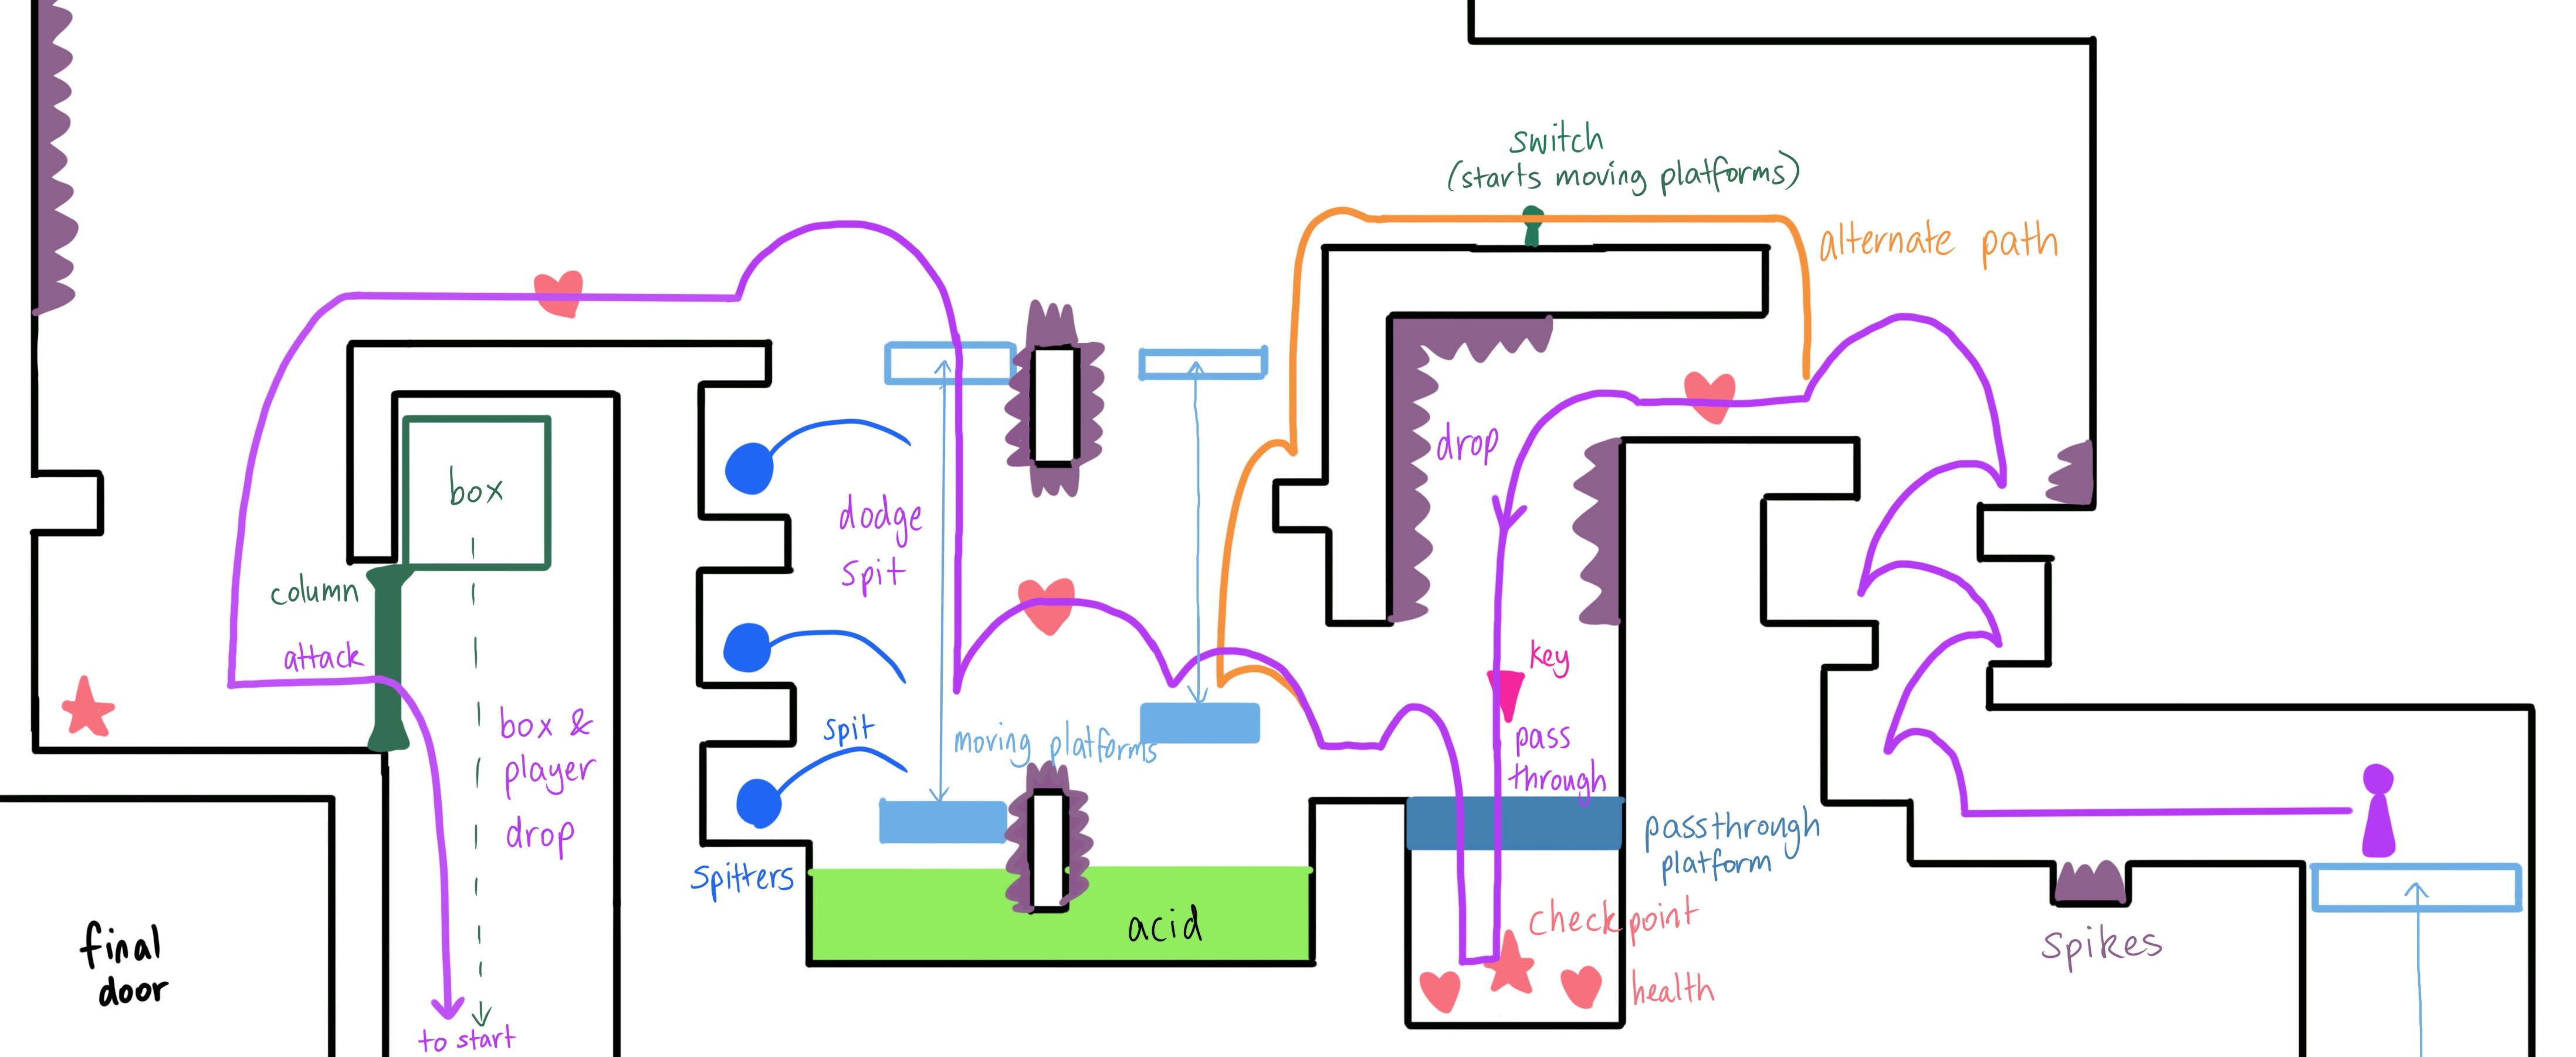 switch
(starts moving platforms)
alternate path
drop
key
pass
through
passthrough
platform
checkpoint
health
spikes
box
column
attack
box &
player
drop
to start
final
door
dodge
spit
spit
moving platforms
spitters
acid